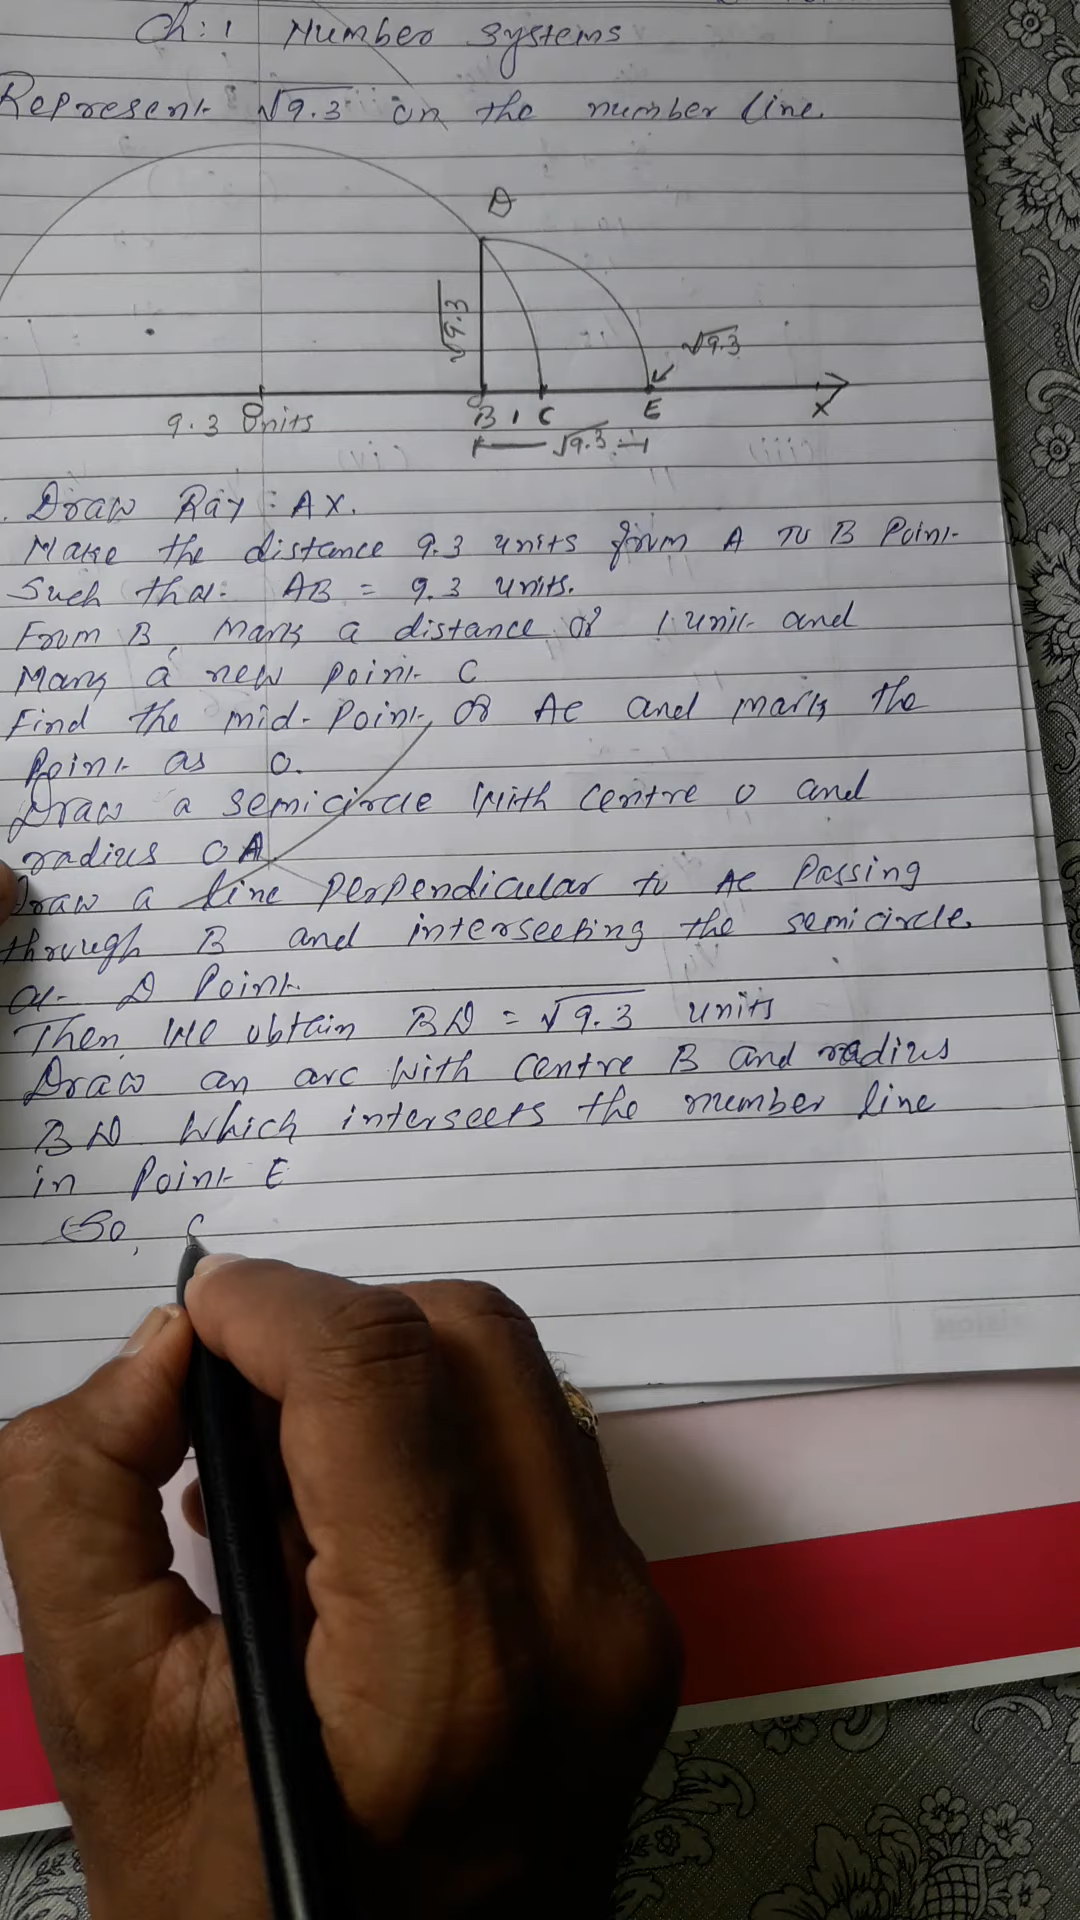 Ch: 1 Number Systems
Represent √9.3 on the number line.
D
√9.3
√9.3
9.3 Units
B 1 C
E
X
√9.3
Draw Ray : AX.
Make the distance 9.3 units from A to B Point
Such that AB = 9.3 units.
From B, Mark a distance of 1 unit and
Mark a new point C
Find the mid-Point, of AC and mark the
Point as O.
Draw a semicircle With centre O and
radius OA
Draw a line perpendicular to AC Passing
through B and intersecting the semicircle.
at D Point.
Then, We obtain BD = √9.3 units
Draw an arc With centre B and radius
BD Which intersects the number line
in Point E
So,